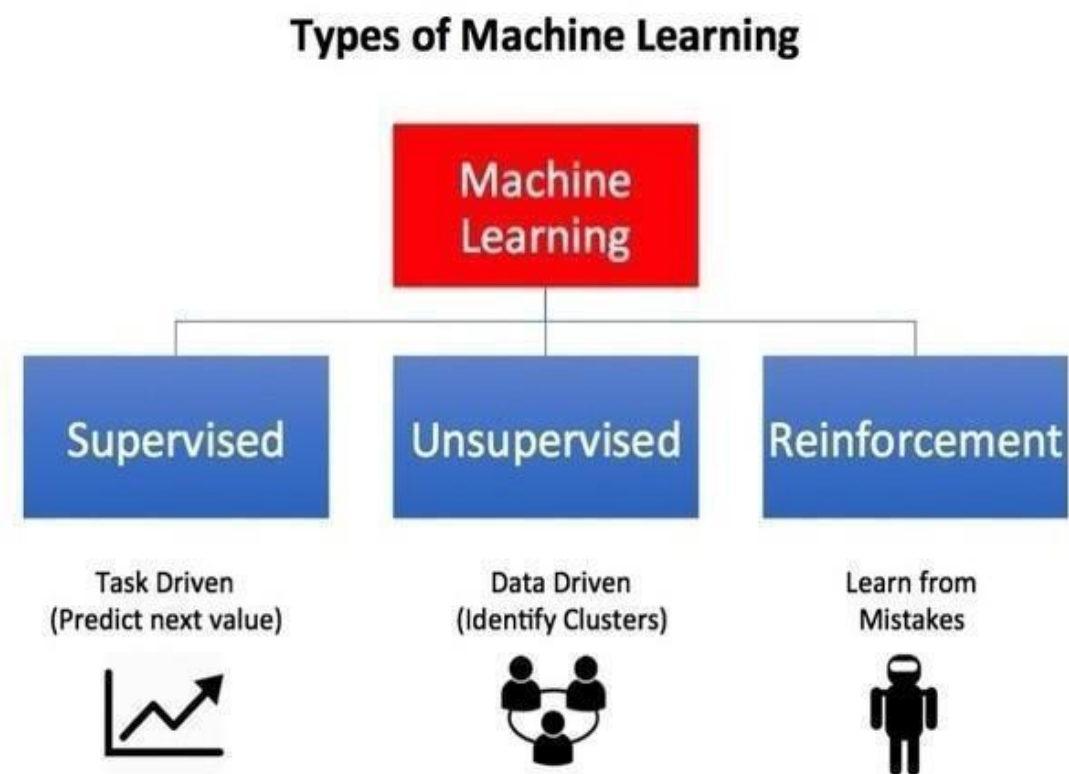 Types of Machine Learning
Machine
Learning
Supervised
Unsupervised
Reinforcement
Task Driven
(Predict next value)
Data Driven
(Identify Clusters)
Learn from
Mistakes